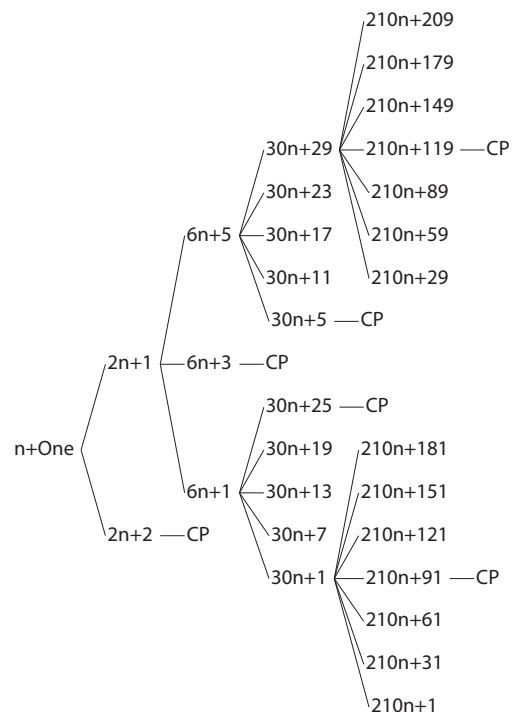 210n+209
210n+179
210n+149
30n+29 210n+119 CP
30n+23 210n+89
6n+5 30n+17 210n+59
30n+11 210n+29
30n+5 CP
2n+1 6n+3 CP
30n+25 CP
n+One 30n+19 210n+181
6n+1 30n+13 210n+151
2n+2 CP 30n+7 210n+121
30n+1 210n+91 CP
210n+61
210n+31
210n+1